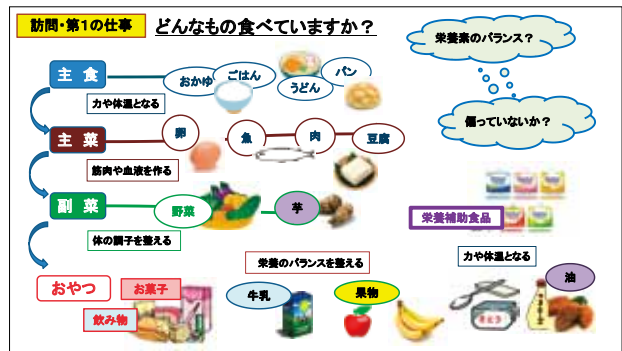 訪問・第1の仕事
どんなもの食べていますか？
栄養素のバランス？
偏っていないか？
主 食
おかゆ
ごはん
うどん
パン
力や体温となる
主 菜
卵
魚
肉
豆腐
筋肉や血液を作る
副 菜
野菜
芋
栄養補助食品
体の調子を整える
栄養のバランスを整える
力や体温となる
おやつ
お菓子
飲み物
牛乳
果物
油
さとう